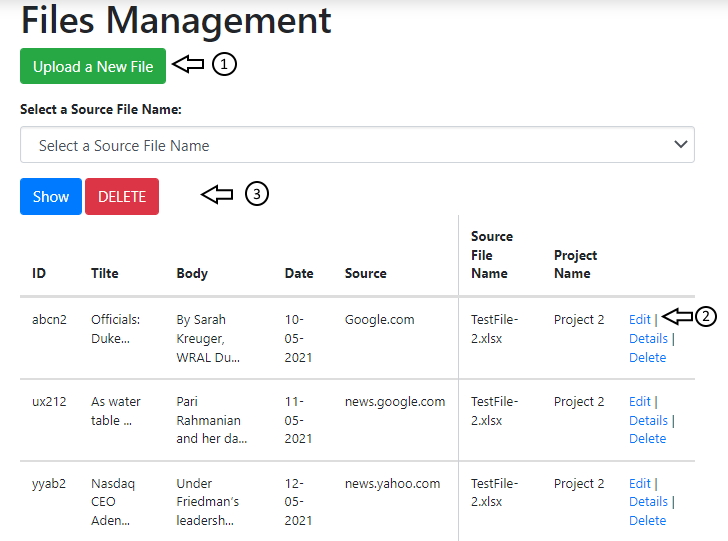 Files Management
Upload a New File
1
Select a Source File Name:
Select a Source File Name
Show DELETE
3
ID Tilte Body Date Source Source File Name Project Name
abcn2 Officials: Duke... By Sarah Kreuger, WRAL Du... 10-05-2021 Google.com TestFile-2.xlsx Project 2 Edit | Details | Delete
2
ux212 As water table ... Pari Rahmanian and her da... 11-05-2021 news.google.com TestFile-2.xlsx Project 2 Edit | Details | Delete
yyab2 Nasdaq CEO Aden... Under Friedman’s leadersh... 12-05-2021 news.yahoo.com TestFile-2.xlsx Project 2 Edit | Details | Delete